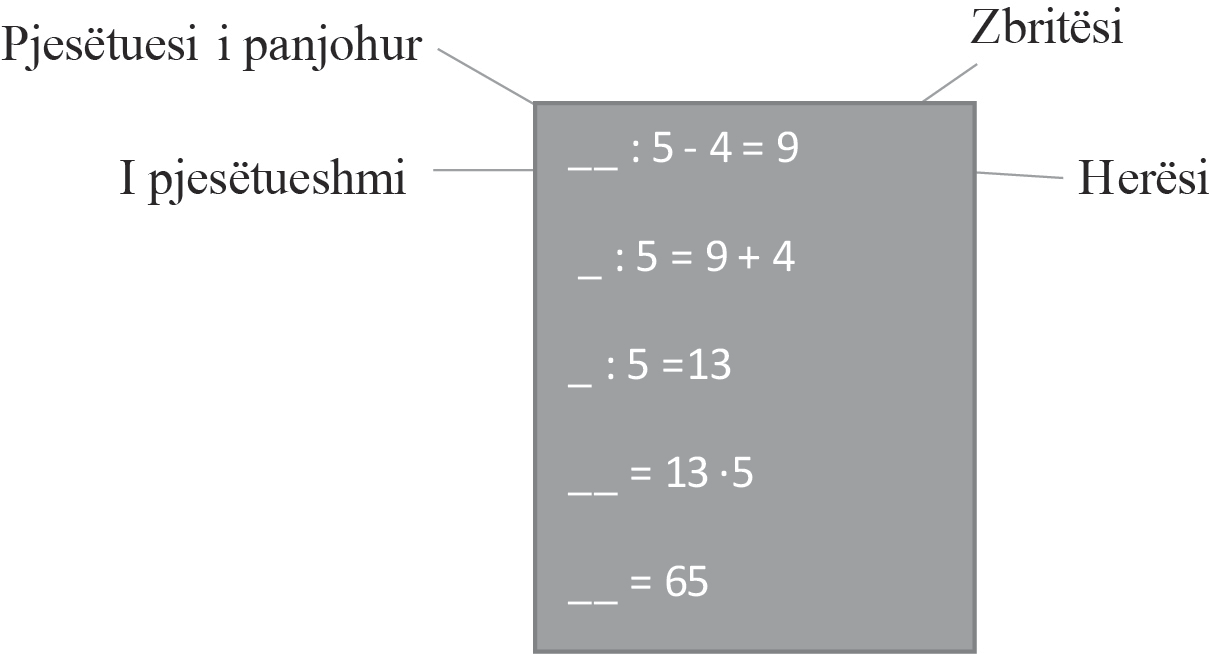 Pjesëtuesi i panjohur
Zbritësi
I pjesëtueshmi
Herësi
__ : 5 - 4 = 9
_ : 5 = 9 + 4
_ : 5 =13
__ = 13 ·5
__ = 65